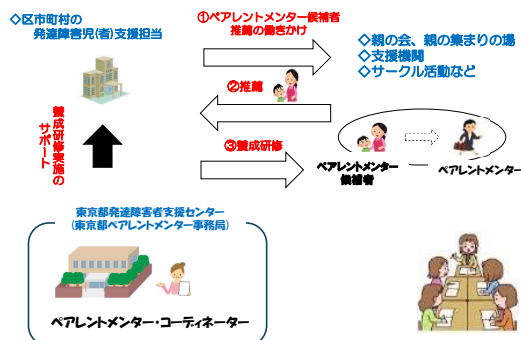 ◇区市町村の
発達障害児(者)支援担当
①ペアレントメンター候補者
推薦の働きかけ
◇親の会、親の集まりの場
◇支援機関
◇サークル活動など
②推薦
③養成研修
養成研修実施の
サポート
ペアレントメンター
候補者
ペアレントメンター
東京都発達障害者支援センター
(東京都ペアレントメンター事務局)
ペアレントメンター・コーディネーター